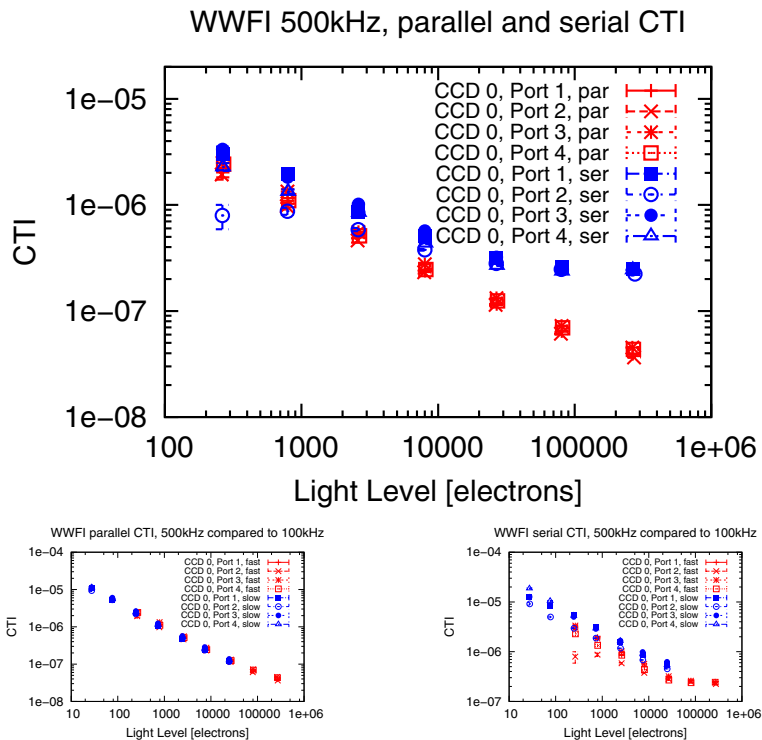 WWFI 500kHz, parallel and serial CTI
1e-05
1e-06
1e-07
1e-08
CTI
CCD 0, Port 1, par
CCD 0, Port 2, par
CCD 0, Port 3, par
CCD 0, Port 4, par
CCD 0, Port 1, ser
CCD 0, Port 2, ser
CCD 0, Port 3, ser
CCD 0, Port 4, ser
100 1000 10000 100000 1e+06
Light Level [electrons]
WWFI parallel CTI, 500kHz compared to 100kHz
1e-04
1e-05
1e-06
1e-07
1e-08
CTI
CCD 0, Port 1, fast
CCD 0, Port 2, fast
CCD 0, Port 3, fast
CCD 0, Port 4, fast
CCD 0, Port 1, slow
CCD 0, Port 2, slow
CCD 0, Port 3, slow
CCD 0, Port 4, slow
10 100 1000 10000 100000 1e+06
Light Level [electrons]
WWFI serial CTI, 500kHz compared to 100kHz
1e-04
1e-05
1e-06
1e-07
CTI
CCD 0, Port 1, fast
CCD 0, Port 2, fast
CCD 0, Port 3, fast
CCD 0, Port 4, fast
CCD 0, Port 1, slow
CCD 0, Port 2, slow
CCD 0, Port 3, slow
CCD 0, Port 4, slow
10 100 1000 10000 100000 1e+06
Light Level [electrons]